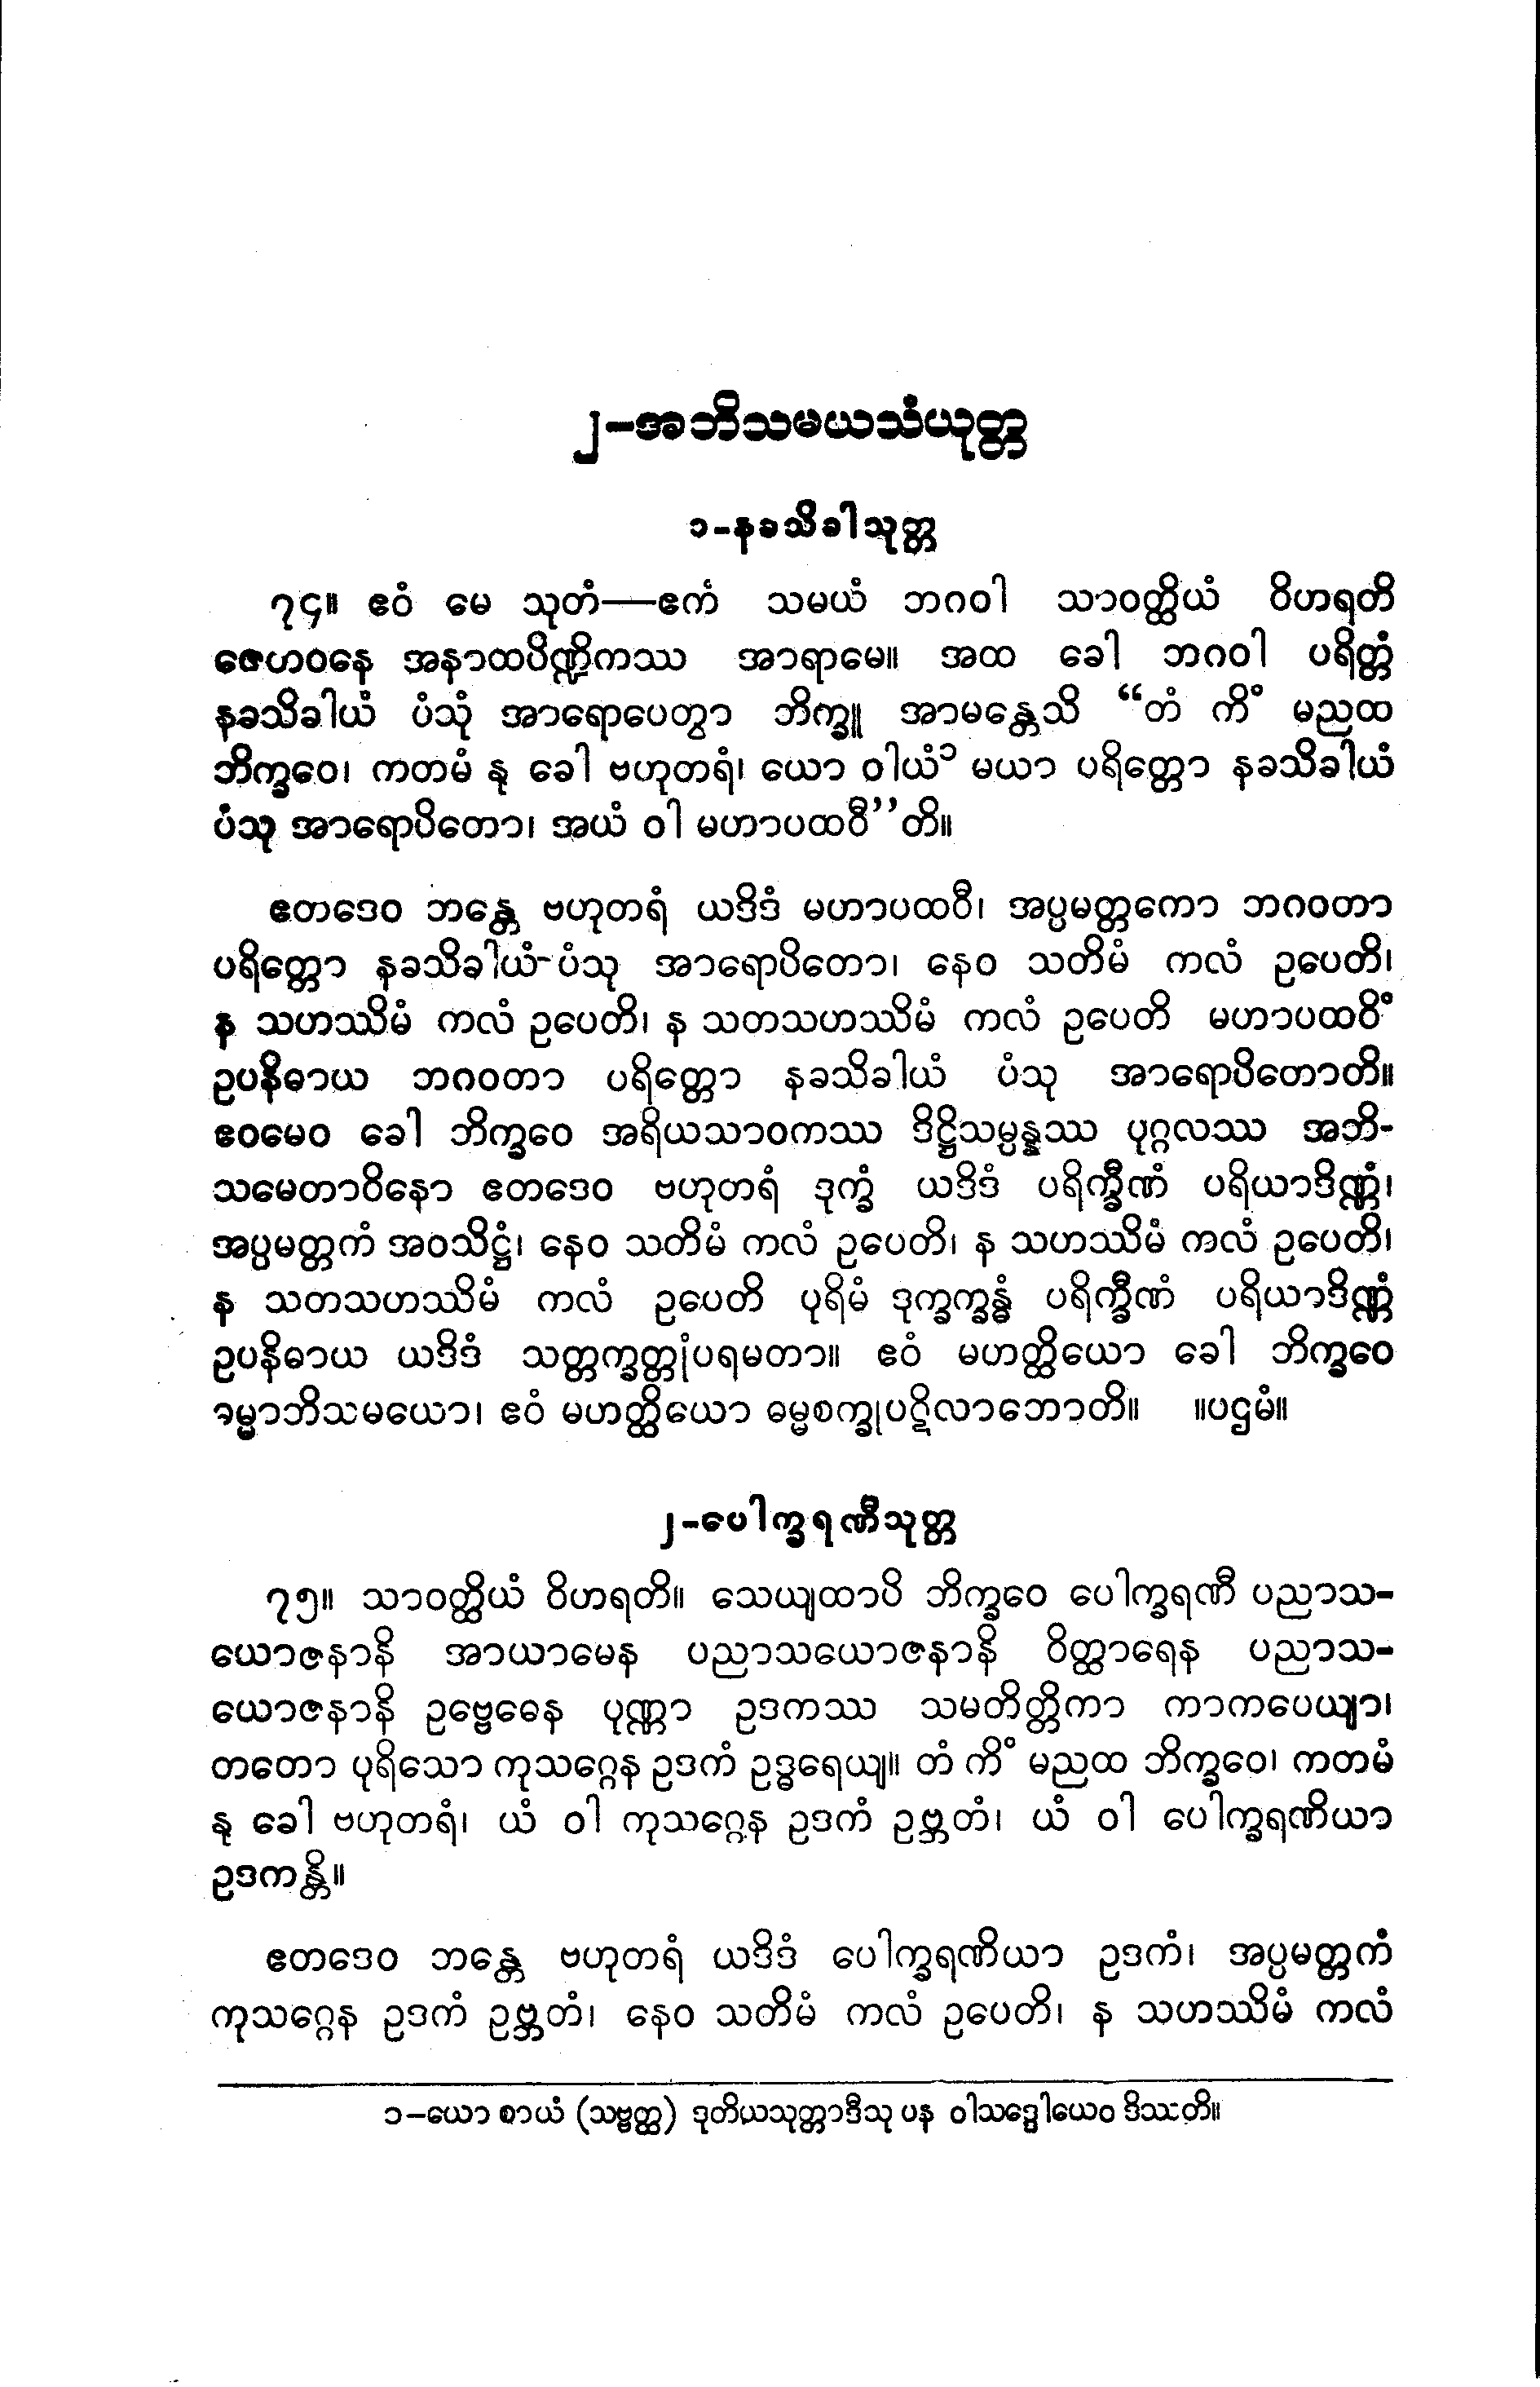 ၂-အဘိသမယသံယုတ္တ
၁-နခသိခါသုတ္တ
၇၄။ ဧဝံ မေ သုတံ—ဧကံ သမယံ ဘဂဝါ သာဝတ္ထိယံ ဝိဟရတိ
ဇေဟဝနေ အနာထပိဏ္ဍိကဿ အာရာမေ။ အထ ခေါ ဘဂဝါ ပရိတ္တံ
နခသိခါယံ ပံသုံ အာရောပေတွာ ဘိက္ခူ အာမန္တေသိ “တံ ကိံ မညထ
ဘိက္ခဝေ၊ ကတမံ နု ခေါ ဗဟုတရံ၊ ယော ဝါယံ၁ မယာ ပရိတ္တော နခသိခါယံ
ပံသု အာရောပိတော၊ အယံ ဝါ မဟာပထဝီ”တိ။
ဧတဒေဝ ဘန္တေ ဗဟုတရံ ယဒိဒံ မဟာပထဝီ၊ အပ္ပမတ္တကော ဘဂဝတာ
ပရိတ္တော နခသိခါယံ ပံသု အာရောပိတော၊ နေဝ သတိမံ ကလံ ဥပေတိ၊
န သဟဿိမံ ကလံ ဥပေတိ၊ န သတသဟဿိမံ ကလံ ဥပေတိ မဟာပထဝိံ
ဥပနိဓာယ ဘဂဝတာ ပရိတ္တော နခသိခါယံ ပံသု အာရောပိတောတိ။
ဧဝမေဝ ခေါ ဘိက္ခဝေ အရိယသာဝကဿ ဒိဋ္ဌိသမ္ပန္နဿ ပုဂ္ဂလဿ အဘိ-
သမေတာဝိနော ဧတဒေဝ ဗဟုတရံ ဒုက္ခံ ယဒိဒံ ပရိက္ခီဏံ ပရိယာဒိဏ္ဏံ၊
အပ္ပမတ္တကံ အဝသိဋ္ဌံ၊ နေဝ သတိမံ ကလံ ဥပေတိ၊ န သဟဿိမံ ကလံ ဥပေတိ၊
န သတသဟဿိမံ ကလံ ဥပေတိ ပုရိမံ ဒုက္ခက္ခန္ဓံ ပရိက္ခီဏံ ပရိယာဒိဏ္ဏံ
ဥပနိဓာယ ယဒိဒံ သတ္တက္ခတ္တုံပရမတာ။ ဧဝံ မဟတ္ထိယော ခေါ ဘိက္ခဝေ
ဓမ္မာဘိသမယော၊ ဧဝံ မဟတ္ထိယော ဓမ္မစက္ခုပဋိလာဘောတိ။ ။ပဌမံ။
၂-ပေါက္ခရဏီသုတ္တ
၇၅။ သာဝတ္ထိယံ ဝိဟရတိ။ သေယျထာပိ ဘိက္ခဝေ ပေါက္ခရဏီ ပညာသ-
ယောဇနာနိ အာယာမေန ပညာသယောဇနာနိ ဝိတ္ထာရေန ပညာသ-
ယောဇနာနိ ဥဗ္ဗေဓေန ပုဏ္ဏာ ဥဒကဿ သမတိတ္တိကာ ကာကပေယျာ၊
တတော ပုရိသော ကုသဂ္ဂေန ဥဒကံ ဥဒ္ဓရေယျ။ တံ ကိံ မညထ ဘိက္ခဝေ၊ ကတမံ
နု ခေါ ဗဟုတရံ၊ ယံ ဝါ ကုသဂ္ဂေန ဥဒကံ ဥဗ္ဘတံ၊ ယံ ဝါ ပေါက္ခရဏိယာ
ဥဒကန္တိ။
ဧတဒေဝ ဘန္တေ ဗဟုတရံ ယဒိဒံ ပေါက္ခရဏိယာ ဥဒကံ၊ အပ္ပမတ္တကံ
ကုသဂ္ဂေန ဥဒကံ ဥဗ္ဘတံ၊ နေဝ သတိမံ ကလံ ဥပေတိ၊ န သဟဿိမံ ကလံ
၁-ယော စာယံ (သဗ္ဗတ္ထ) ဒုတိယသုတ္တာဒီသု ပန ဝါသဒ္ဒေါယေဝ ဒိဿတိ။